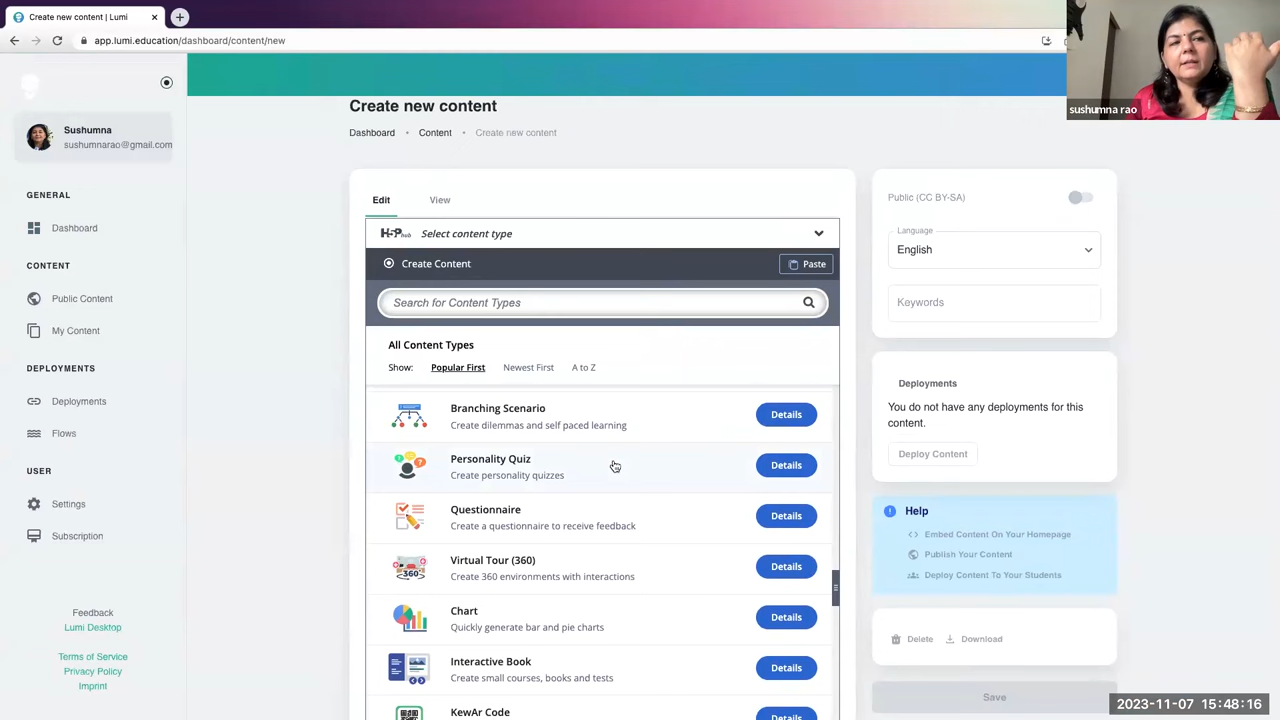 Create new content | Lumi
app.lumi.education/dashboard/content/new
sushumna rao
Sushumna
sushumnarao@gmail.com
GENERAL
Dashboard
CONTENT
Public Content
My Content
DEPLOYMENTS
Deployments
Flows
USER
Settings
Subscription
Feedback
Lumi Desktop
Terms of Service
Privacy Policy
Imprint
Create new content
Dashboard • Content • Create new content
Edit View
H5P hub Select content type
Create Content Paste
Search for Content Types
All Content Types
Show: Popular First Newest First A to Z
Branching Scenario
Create dilemmas and self paced learning
Details
Personality Quiz
Create personality quizzes
Details
Questionnaire
Create a questionnaire to receive feedback
Details
Virtual Tour (360)
Create 360 environments with interactions
Details
Chart
Quickly generate bar and pie charts
Details
Interactive Book
Create small courses, books and tests
Details
KewAr Code
Details
Public (CC BY-SA)
Language
English
Keywords
Deployments
You do not have any deployments for this
content.
Deploy Content
Help
Embed Content On Your Homepage
Publish Your Content
Deploy Content To Your Students
Delete Download
Save
2023-11-07 15:48:16